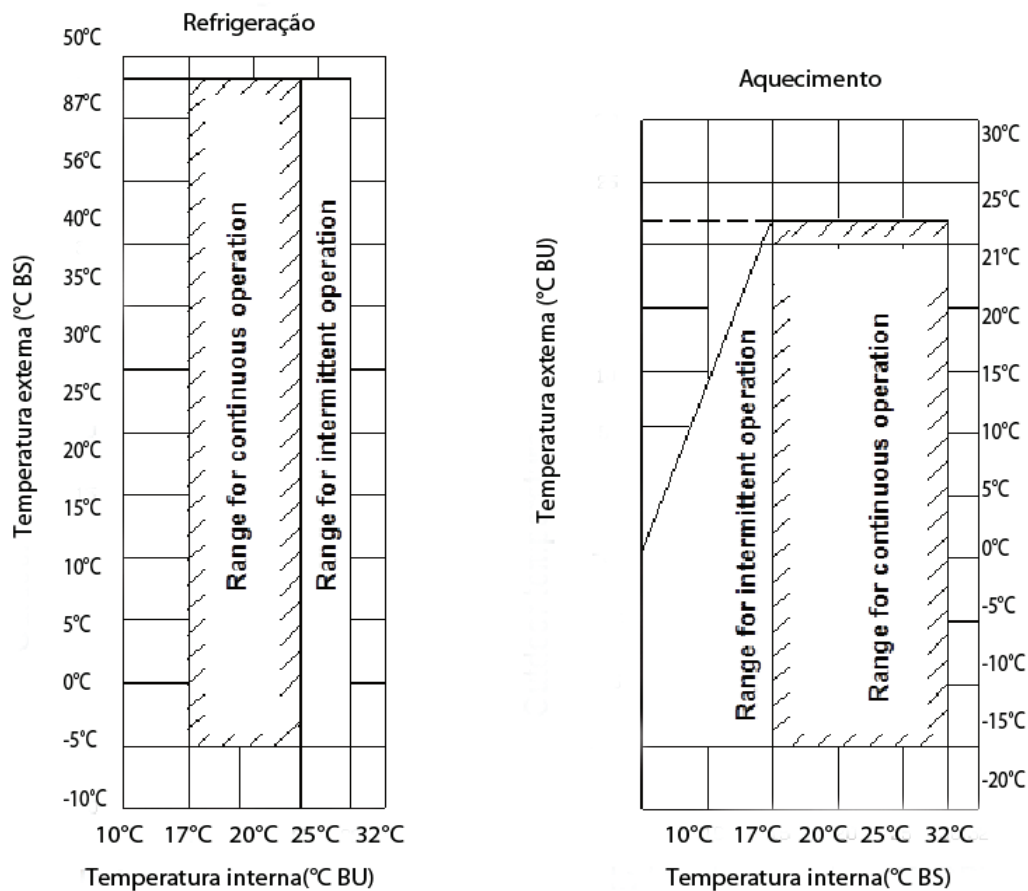 Refrigeração
50°C
87°C
56°C
40°C
35°C
30°C
25°C
20°C
15°C
10°C
5°C
0°C
-5°C
-10°C
Temperatura externa (°C BS)
Range for continuous operation
Range for intermittent operation
10°C 17°C 20°C 25°C 32°C
Temperatura interna(°C BU)
Aquecimento
Temperatura externa (°C BU)
Range for intermittent operation
Range for continuous operation
30°C
25°C
21°C
20°C
15°C
10°C
5°C
0°C
-5°C
-10°C
-15°C
-20°C
10°C 17°C 20°C 25°C 32°C
Temperatura interna(°C BS)